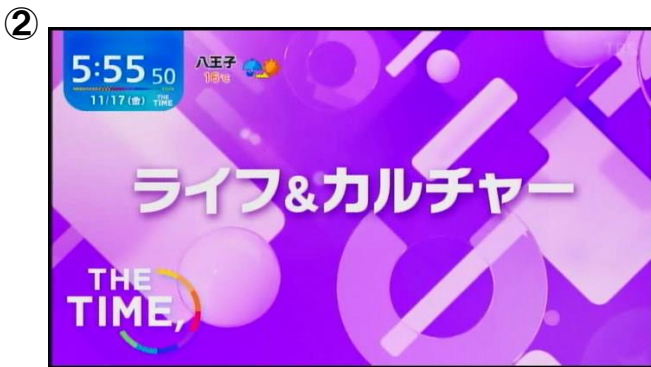 ②
5:55 50
11/17(金) THE TIME
八王子
16℃
ライフ&カルチャー
THE
TIME,
TBS